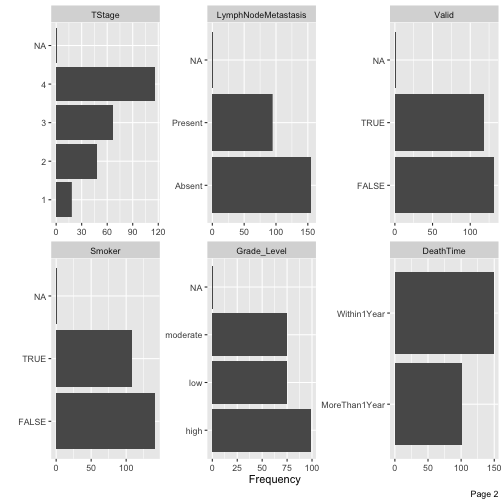 TStage
NA
4
3
2
1
0 30 60 90 120
LymphNodeMetastasis
NA
Present
Absent
0 50 100 150
Valid
NA
TRUE
FALSE
0 50 100
Smoker
NA
TRUE
FALSE
0 50 100
Grade_Level
NA
moderate
low
high
0 25 50 75 100
DeathTime
Within1Year
MoreThan1Year
0 50 100 150
Frequency
Page 2